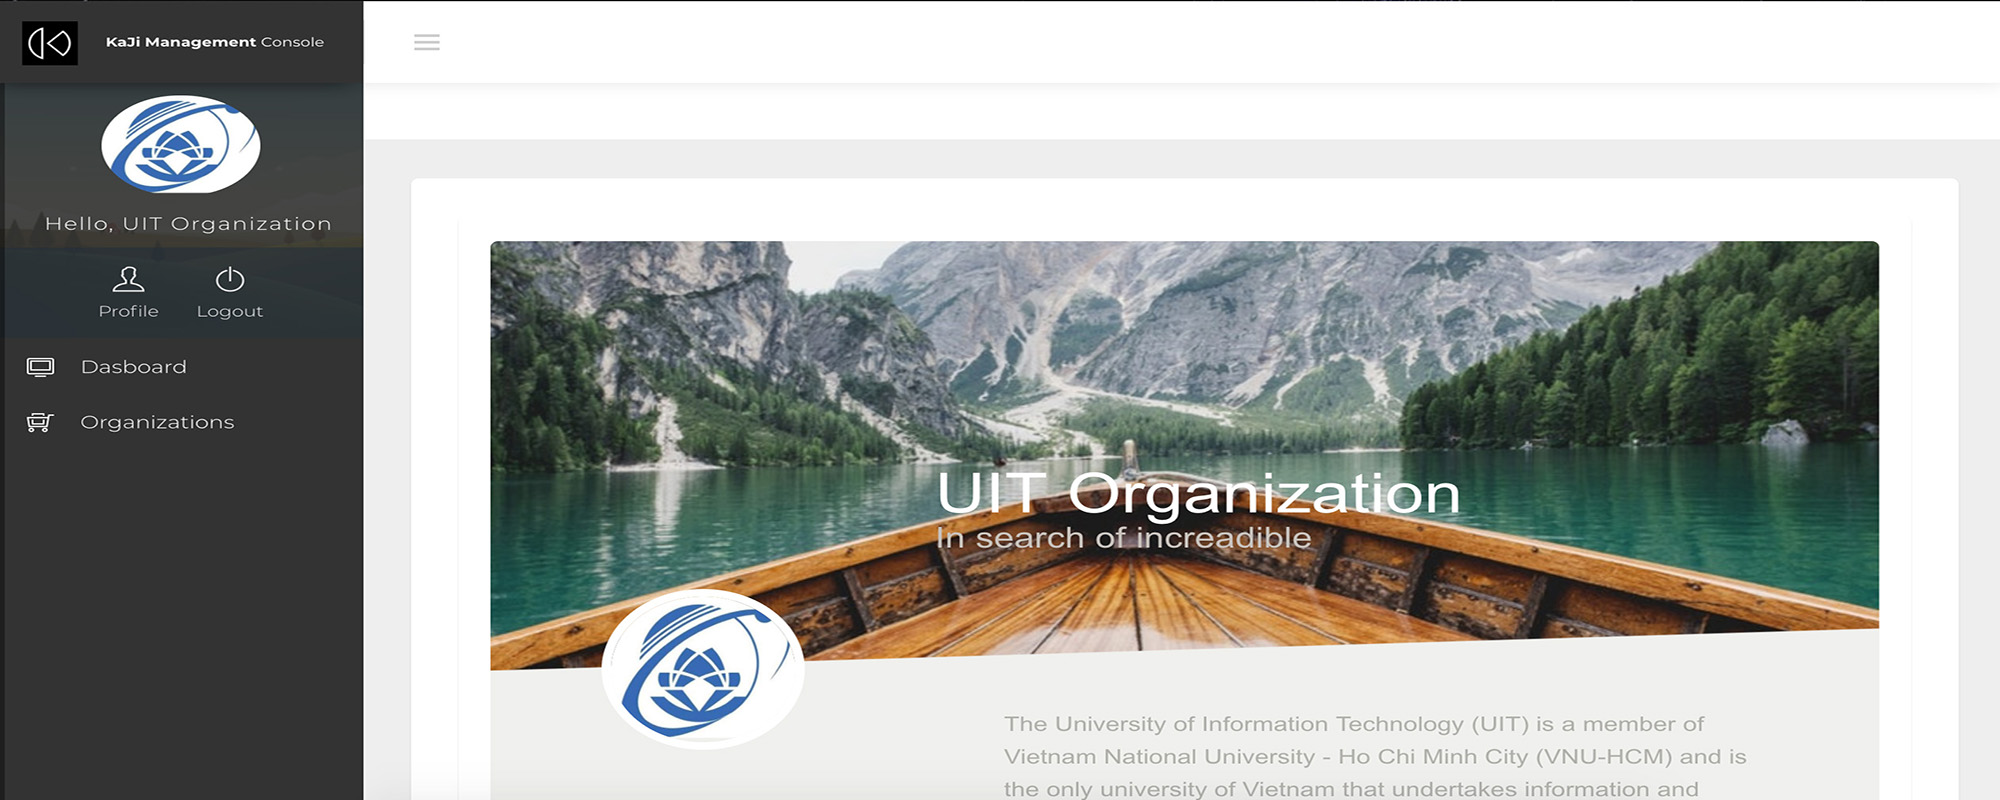 KaJi Management Console
Hello, UIT Organization
Profile
Logout
Dasboard
Organizations
UIT Organization
In search of increadible
The University of Information Technology (UIT) is a member of
Vietnam National University - Ho Chi Minh City (VNU-HCM) and is
the only university of Vietnam that undertakes information and